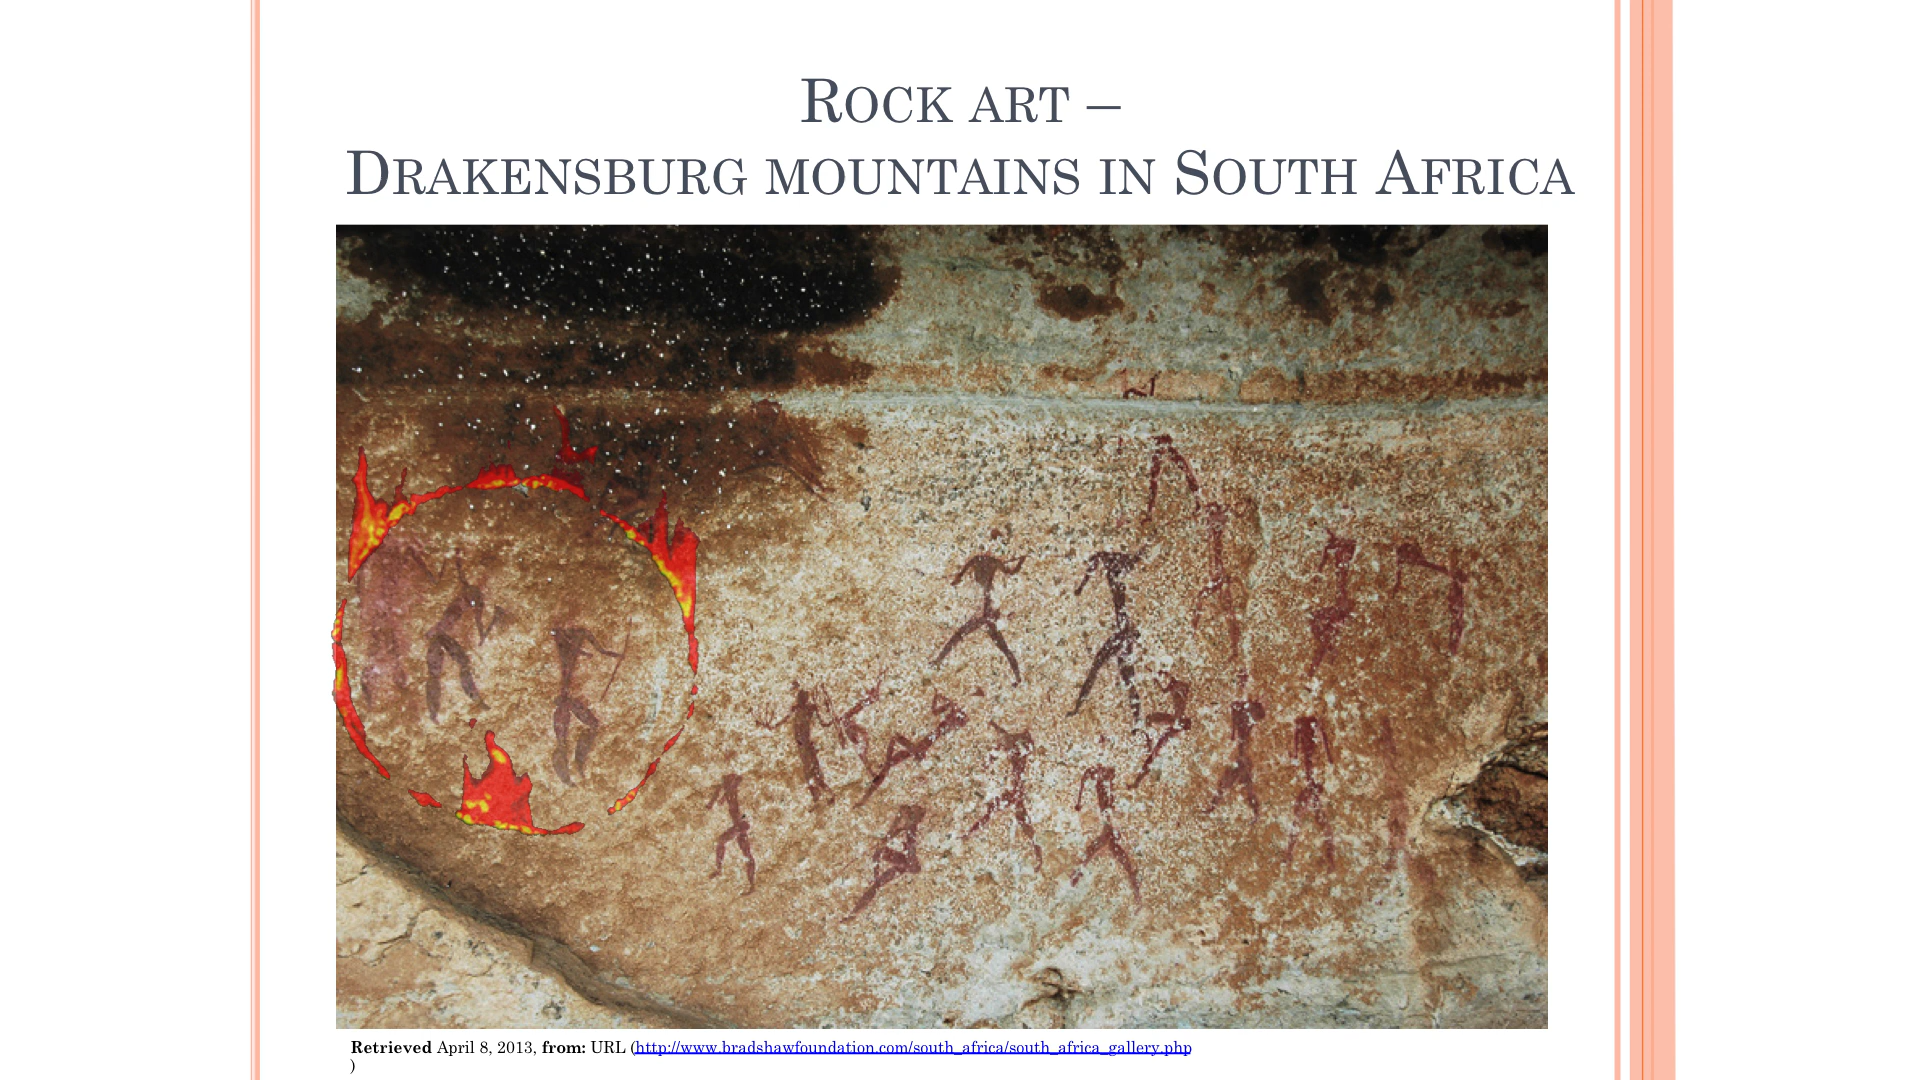 Rock art –
Drakensburg mountains in South Africa
Retrieved April 8, 2013, from: URL (http://www.bradshawfoundation.com/south_africa/south_africa_gallery.php
)